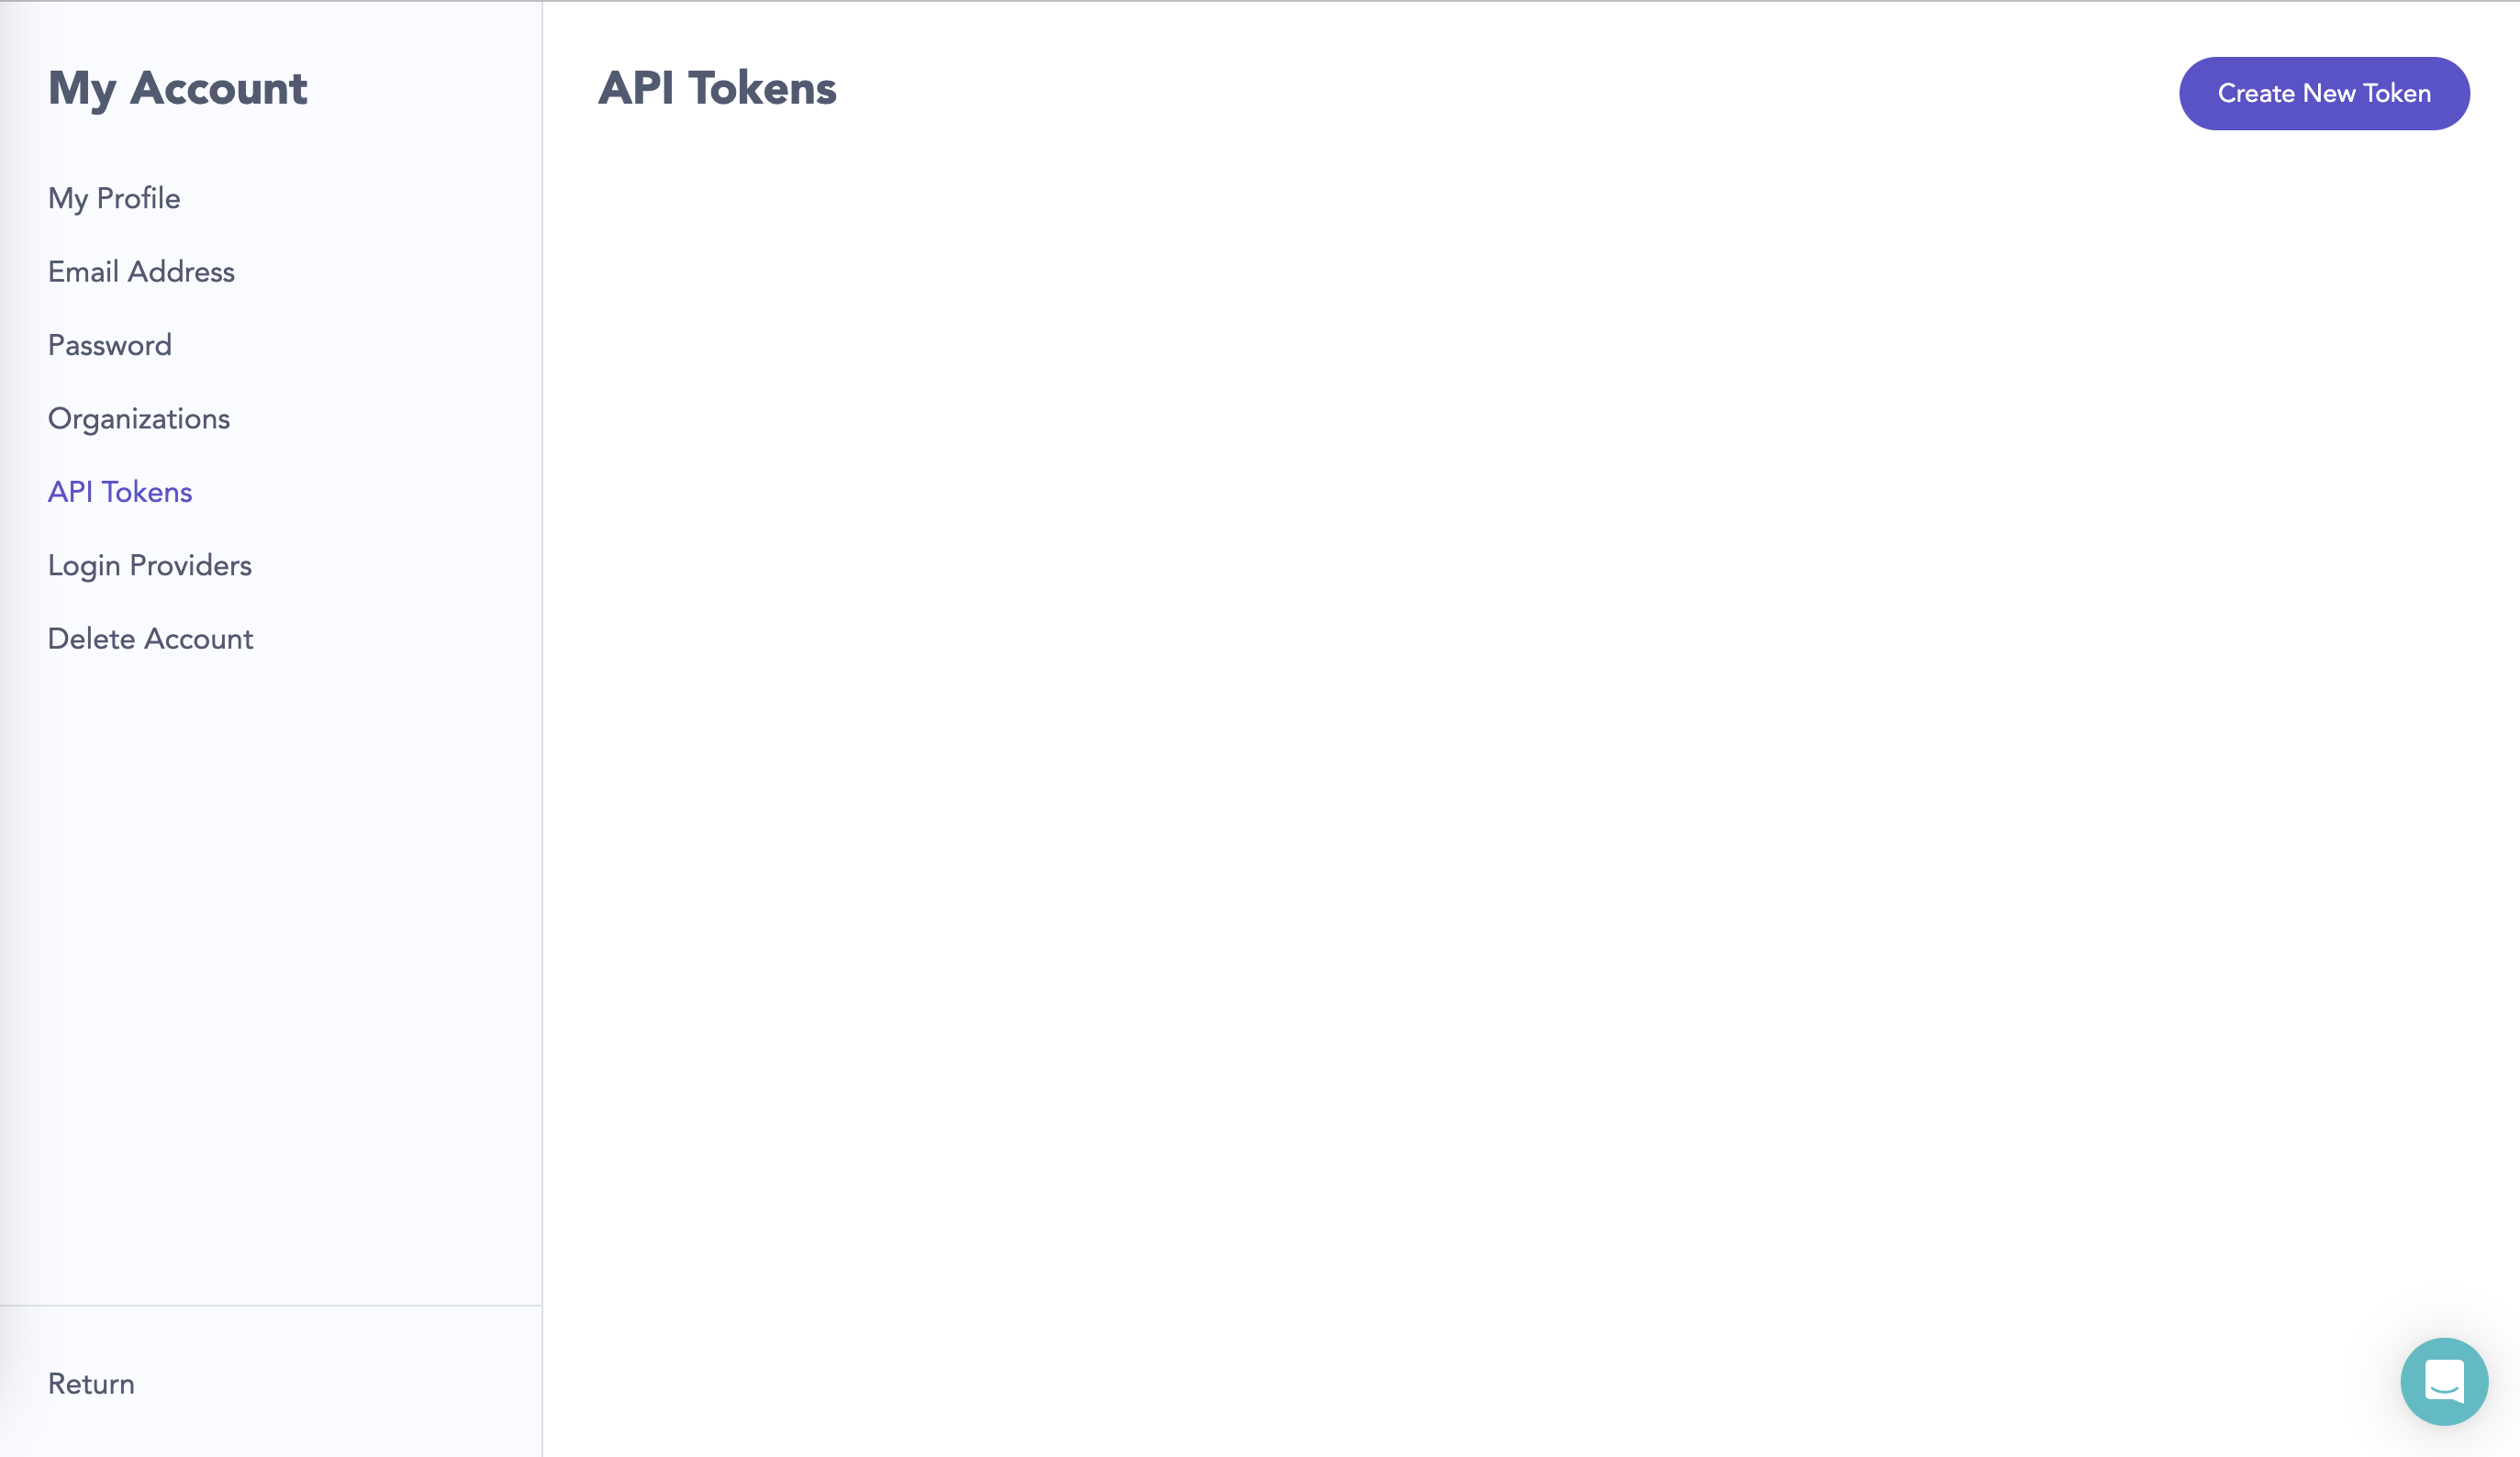 My Account
My Profile
Email Address
Password
Organizations
API Tokens
Login Providers
Delete Account
Return
API Tokens
Create New Token